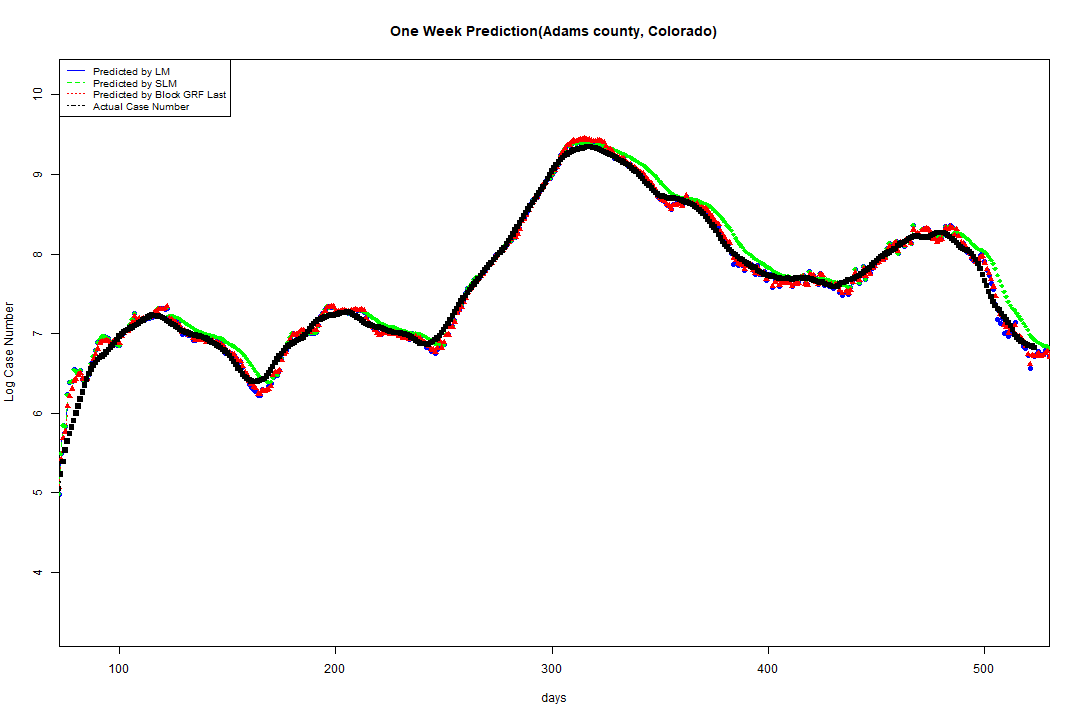 One Week Prediction(Adams county, Colorado)
Predicted by LM
Predicted by SLM
Predicted by Block GRF Last
Actual Case Number
10
9
8
7
6
5
4
Log Case Number
100 200 300 400 500
days